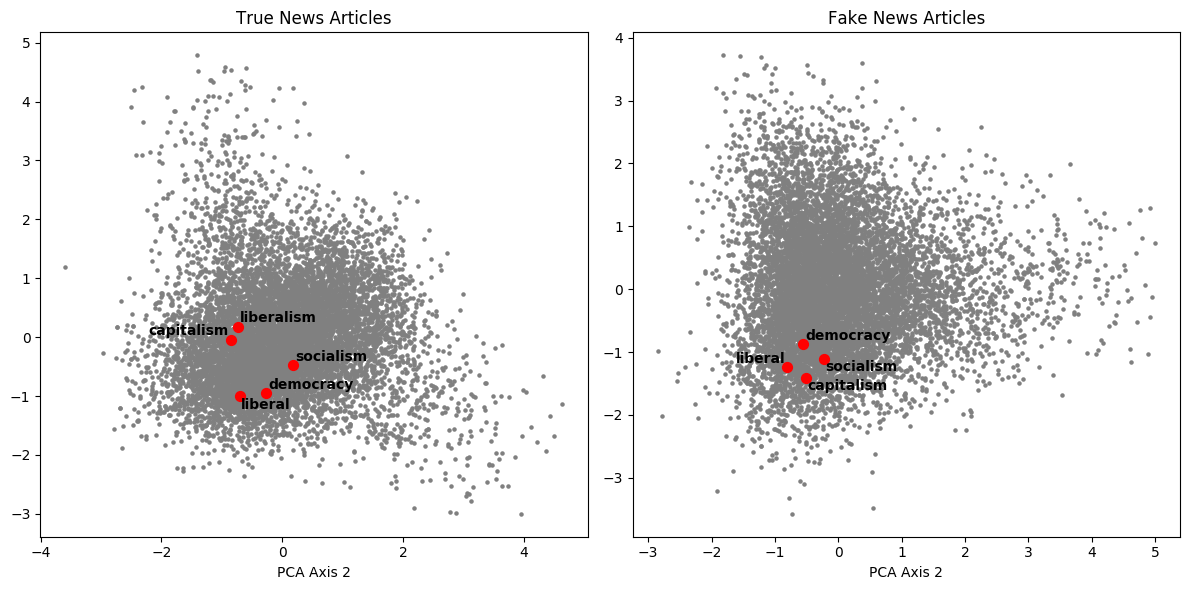 True News Articles
5
4
3
2
1
0
−1
−2
−3
liberalism
capitalism
socialism
democracy
liberal
−4
−2
0
2
4
PCA Axis 2
Fake News Articles
4
3
2
1
0
−1
−2
−3
democracy
liberal
socialism
capitalism
−3
−2
−1
0
1
2
3
4
5
PCA Axis 2